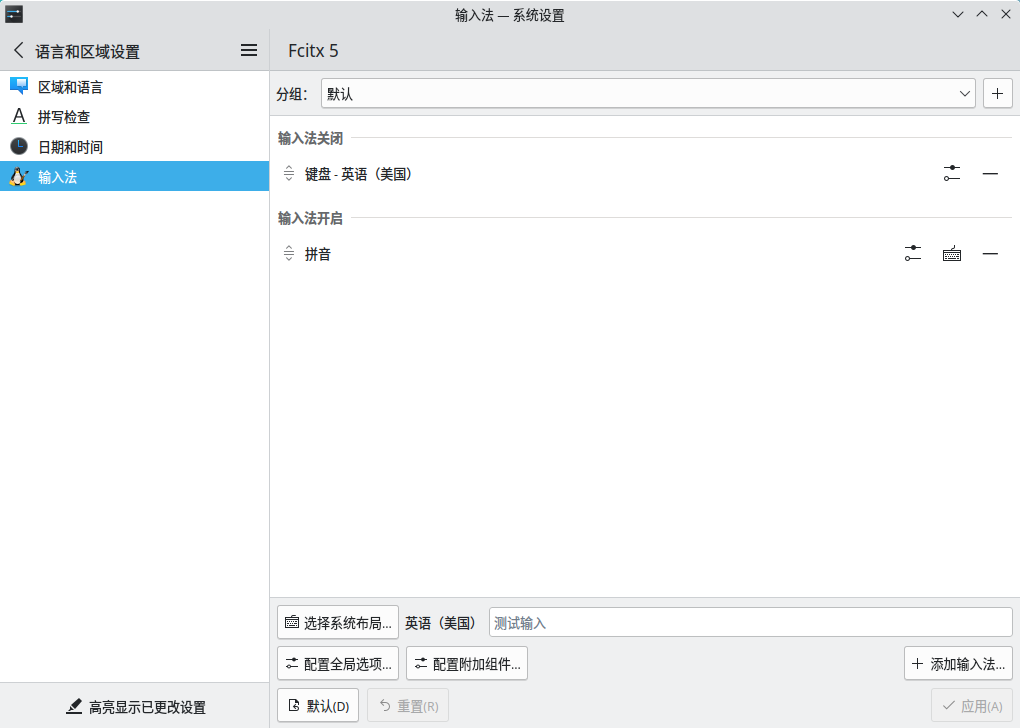 输入法 — 系统设置
语言和区域设置
Fcitx 5
区域和语言
拼写检查
日期和时间
输入法
分组：
默认
输入法关闭
键盘 - 英语（美国）
输入法开启
拼音
选择系统布局...
英语（美国）
测试输入
配置全局选项...
配置附加组件...
添加输入法...
高亮显示已更改设置
默认(D)
重置(R)
应用(A)